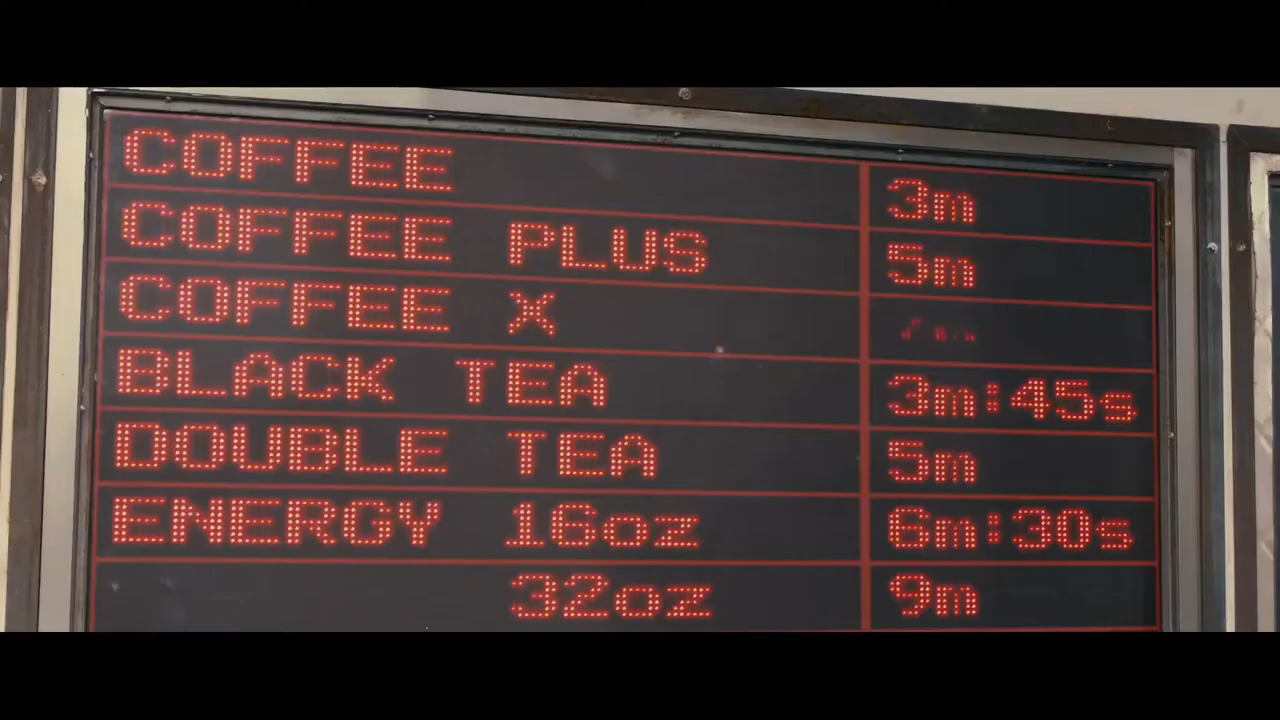 COFFEE 3m
COFFEE PLUS 5m
COFFEE X
BLACK TEA 3m:45s
DOUBLE TEA 5m
ENERGY 16oz 6m:30s
32oz 9m